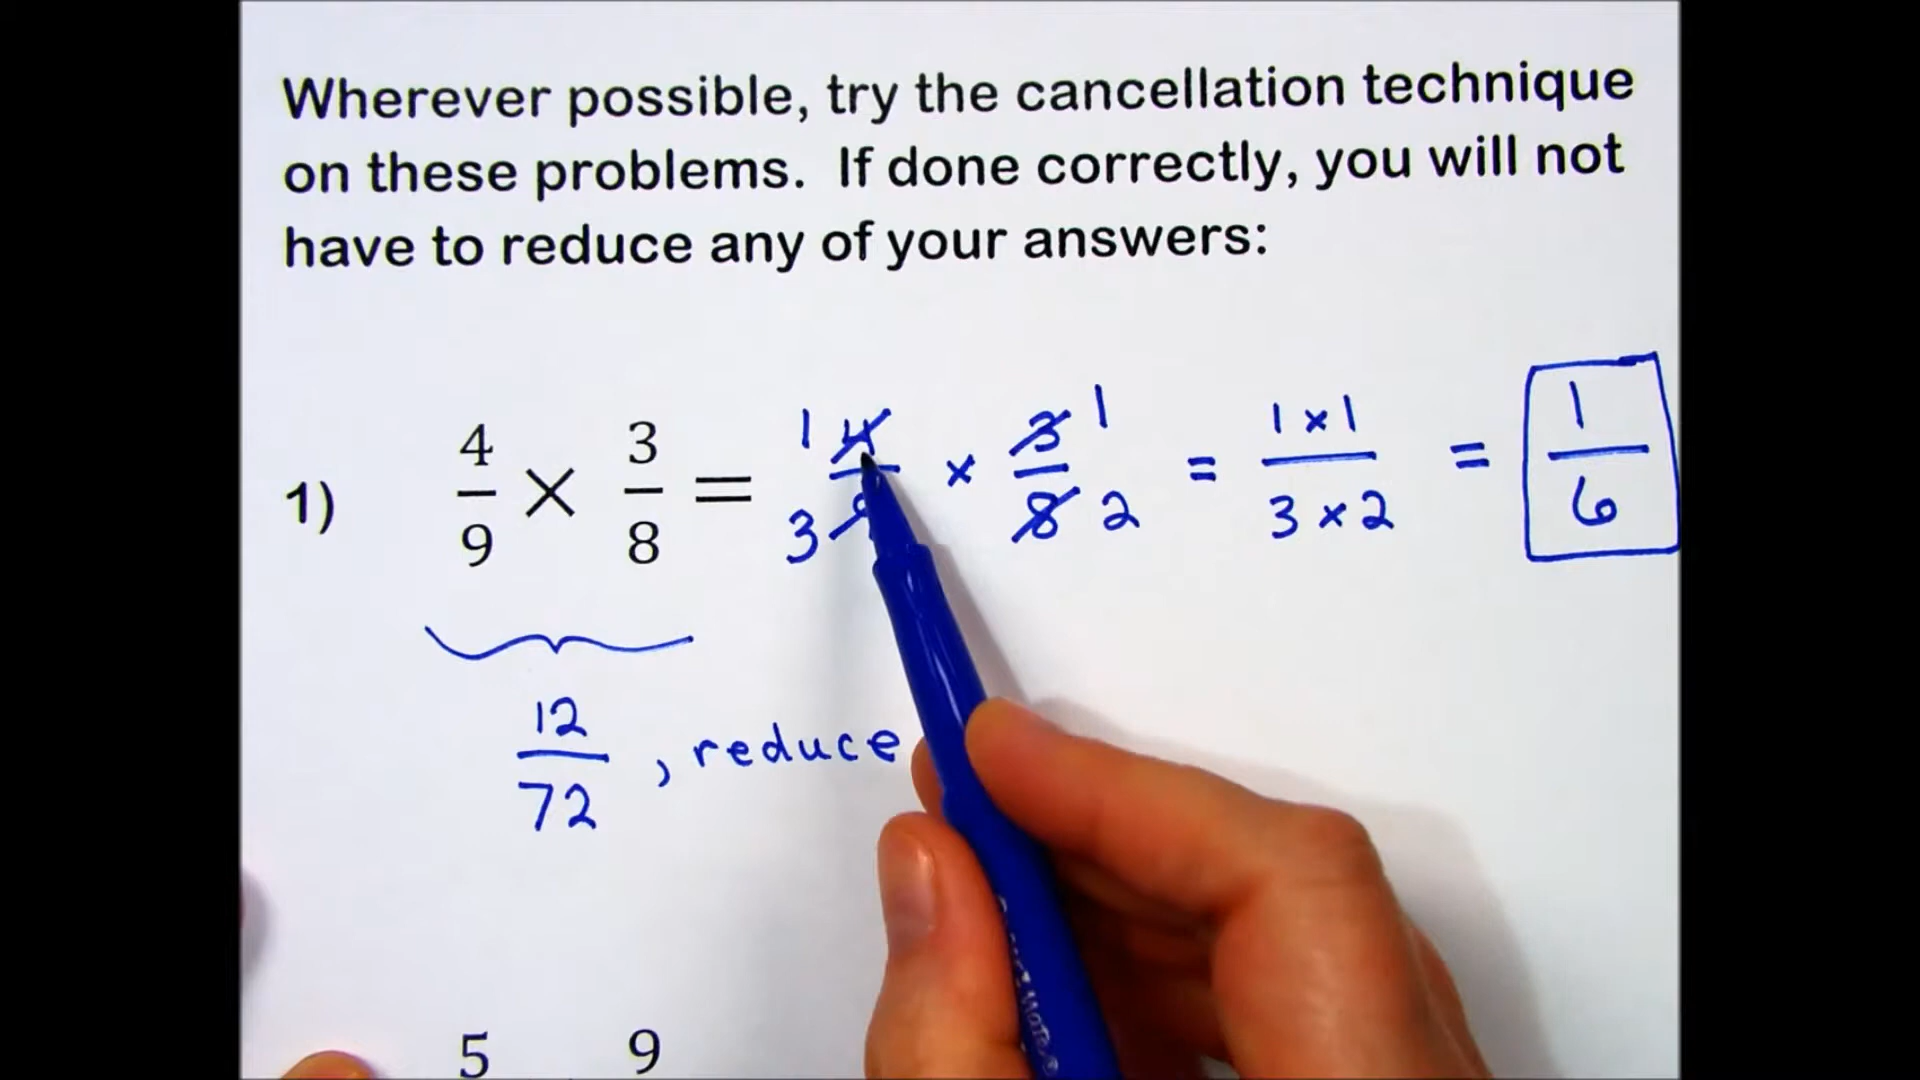 Wherever possible, try the cancellation technique
on these problems. If done correctly, you will not
have to reduce any of your answers:
1) 4/9 × 3/8 = 1 4/3 × 3 1/8 2 = 1 × 1/3 × 2 = 1/6
12/72 , reduce
5 9